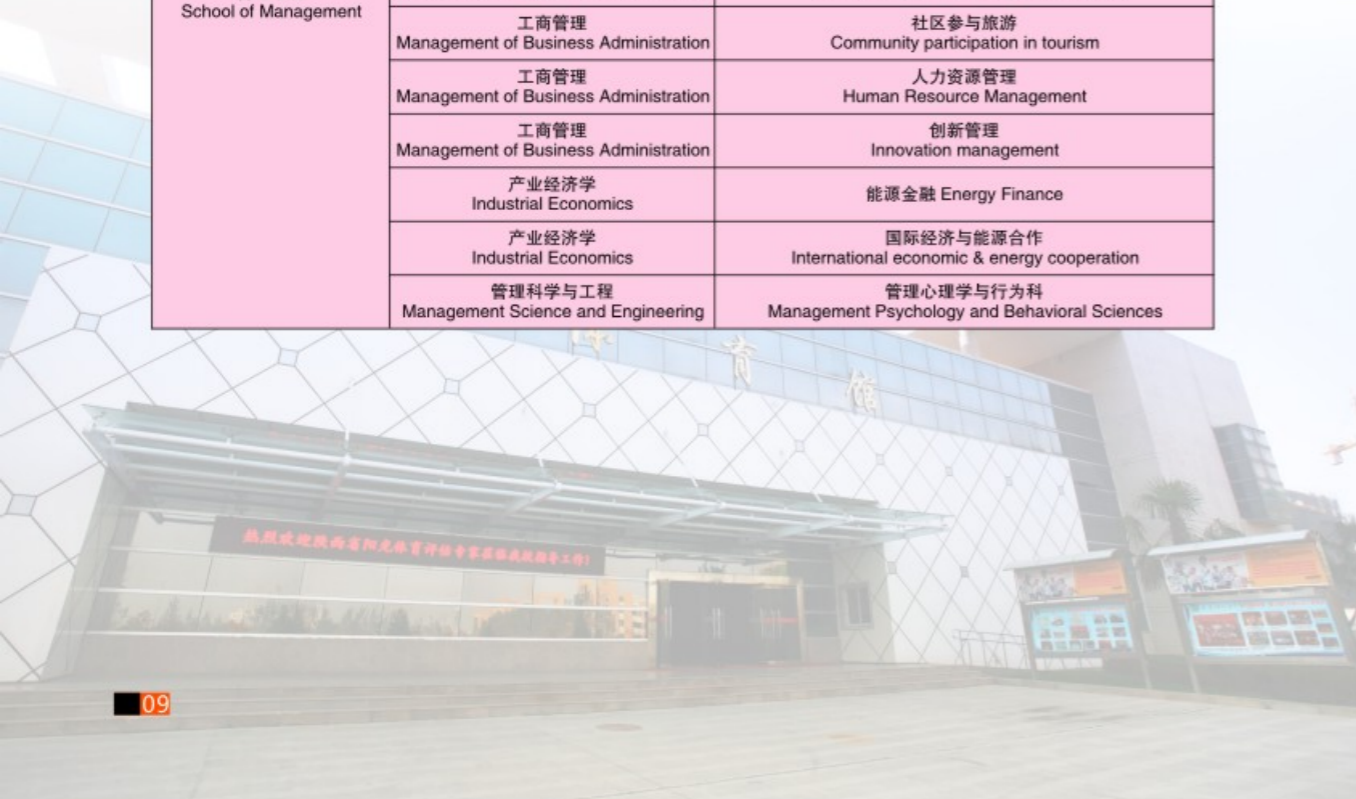 School of Management
工商管理
Management of Business Administration
社区参与旅游
Community participation in tourism
工商管理
Management of Business Administration
人力资源管理
Human Resource Management
工商管理
Management of Business Administration
创新管理
Innovation management
产业经济学
Industrial Economics
能源金融 Energy Finance
产业经济学
Industrial Economics
国际经济与能源合作
International economic & energy cooperation
管理科学与工程
Management Science and Engineering
管理心理学与行为科
Management Psychology and Behavioral Sciences
育 馆
09